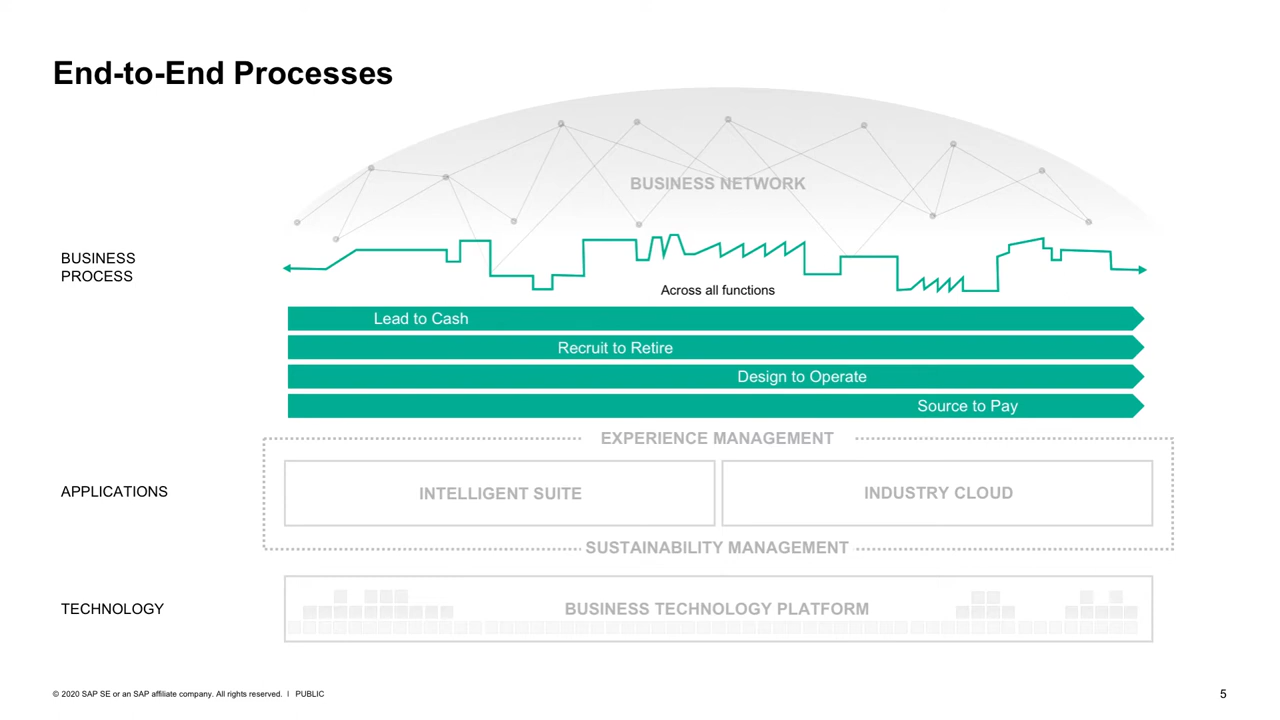 End-to-End Processes
BUSINESS NETWORK
BUSINESS
PROCESS
Across all functions
Lead to Cash
Recruit to Retire
Design to Operate
Source to Pay
EXPERIENCE MANAGEMENT
APPLICATIONS
INTELLIGENT SUITE
INDUSTRY CLOUD
SUSTAINABILITY MANAGEMENT
TECHNOLOGY
BUSINESS TECHNOLOGY PLATFORM
© 2020 SAP SE or an SAP affiliate company. All rights reserved. | PUBLIC
5